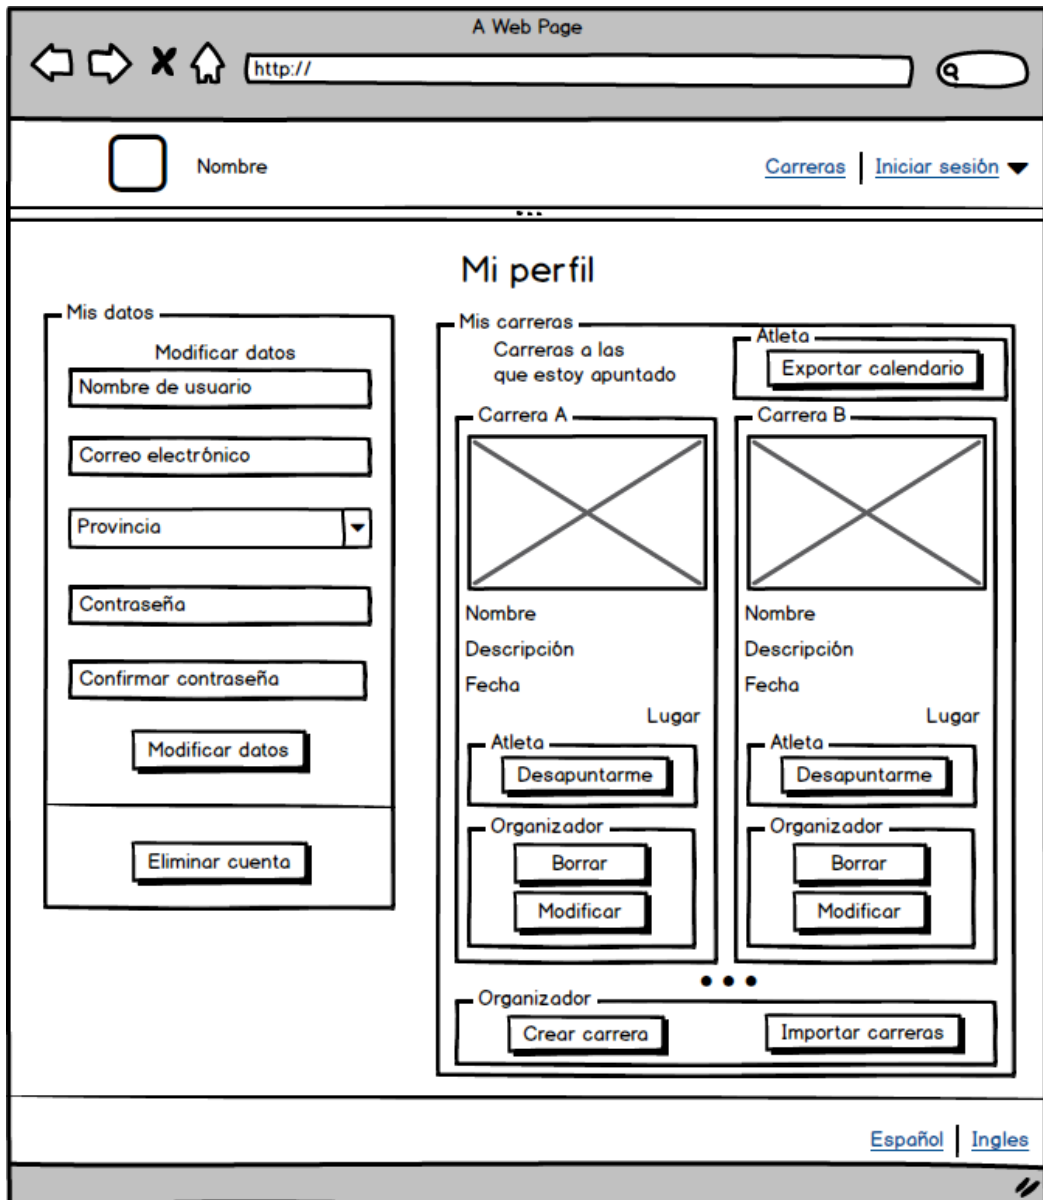 A Web Page
http://
Nombre
Carreras
Iniciar sesión
Mi perfil
Mis datos
Modificar datos
Nombre de usuario
Correo electrónico
Provincia
Contraseña
Confirmar contraseña
Modificar datos
Eliminar cuenta
Mis carreras
Carreras a las
que estoy apuntado
Atleta
Exportar calendario
Carrera A
Nombre
Descripción
Fecha
Lugar
Atleta
Desapuntarme
Organizador
Borrar
Modificar
Carrera B
Nombre
Descripción
Fecha
Lugar
Atleta
Desapuntarme
Organizador
Borrar
Modificar
Organizador
Crear carrera
Importar carreras
Español
Ingles